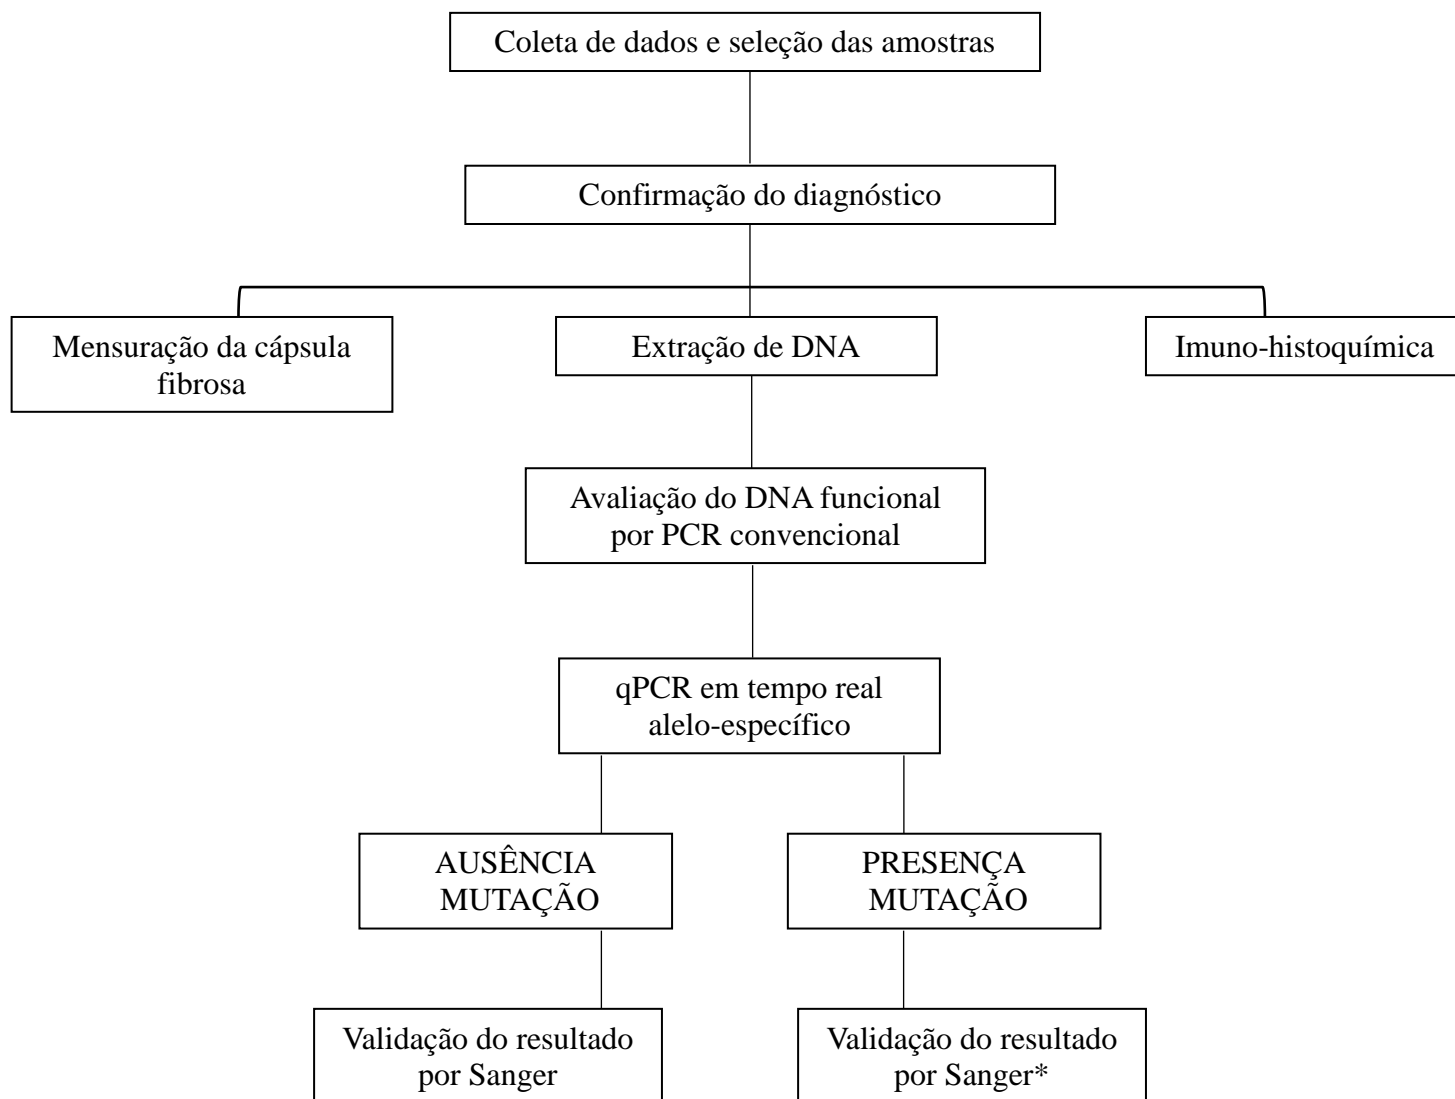 Coleta de dados e seleção das amostras
Confirmação do diagnóstico
Mensuração da cápsula
fibrosa
Extração de DNA
Imuno-histoquímica
Avaliação do DNA funcional
por PCR convencional
qPCR em tempo real
alelo-específico
AUSÊNCIA
MUTAÇÃO
PRESENÇA
MUTAÇÃO
Validação do resultado
por Sanger
Validação do resultado
por Sanger*